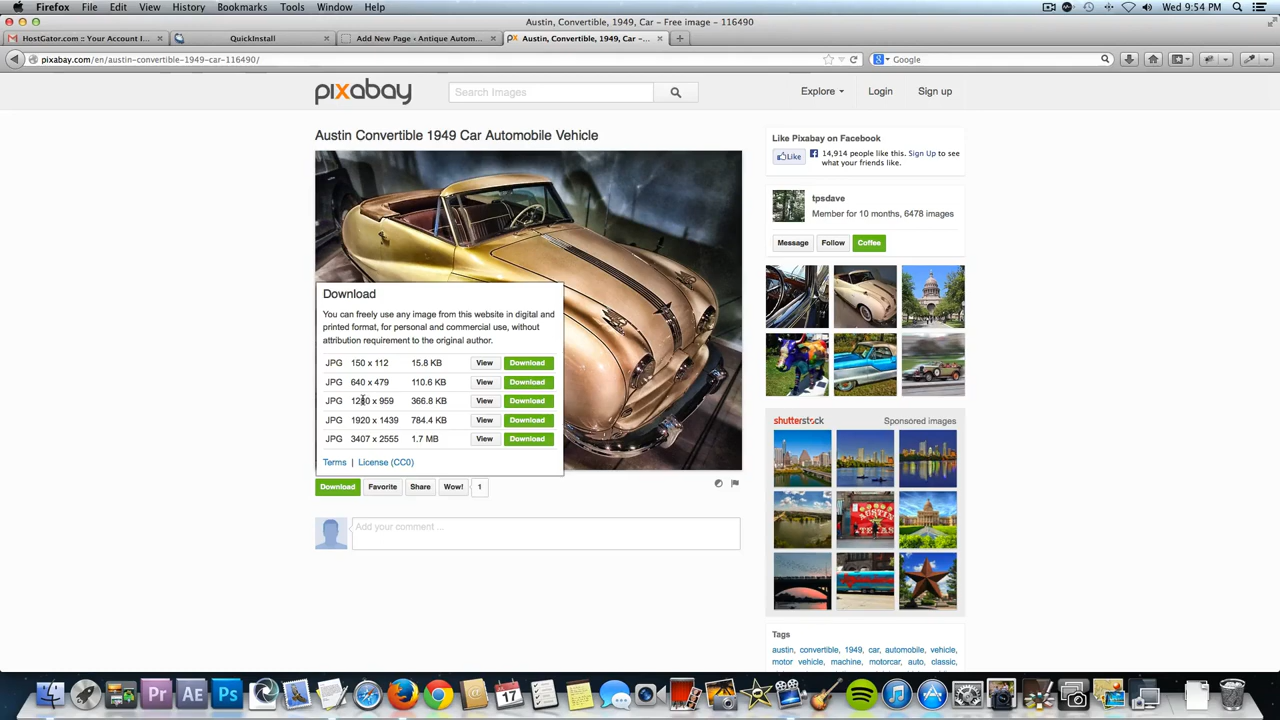 Firefox File Edit View History Bookmarks Tools Window Help Wed 9:54 PM
Austin, Convertible, 1949, Car - Free image - 116490
HostGator.com :: Your Account I... × QuickInstall × Add New Page ‹ Antique Autom... × Austin, Convertible, 1949, Car -... × +
pixabay.com/en/austin-convertible-1949-car-116490/ Google
pixabay Search Images Explore Login Sign up
Austin Convertible 1949 Car Automobile Vehicle
Like Pixabay on Facebook
Like 14,914 people like this. Sign Up to see
what your friends like.
tpsdave
Member for 10 months, 6478 images
Message Follow Coffee
Download
You can freely use any image from this website in digital and
printed format, for personal and commercial use, without
attribution requirement to the original author.
JPG 150 x 112 15.8 KB View Download
JPG 640 x 479 110.6 KB View Download
JPG 1280 x 959 366.8 KB View Download
JPG 1920 x 1439 784.4 KB View Download
JPG 3407 x 2555 1.7 MB View Download
Terms | License (CC0)
Download Favorite Share Wow! 1
Add your comment ...
shutterstock Sponsored images
AUSTIN
TEXAS
Tags
austin, convertible, 1949, car, automobile, vehicle,
motor vehicle, machine, motorcar, auto, classic,
Pr AE Ps
17